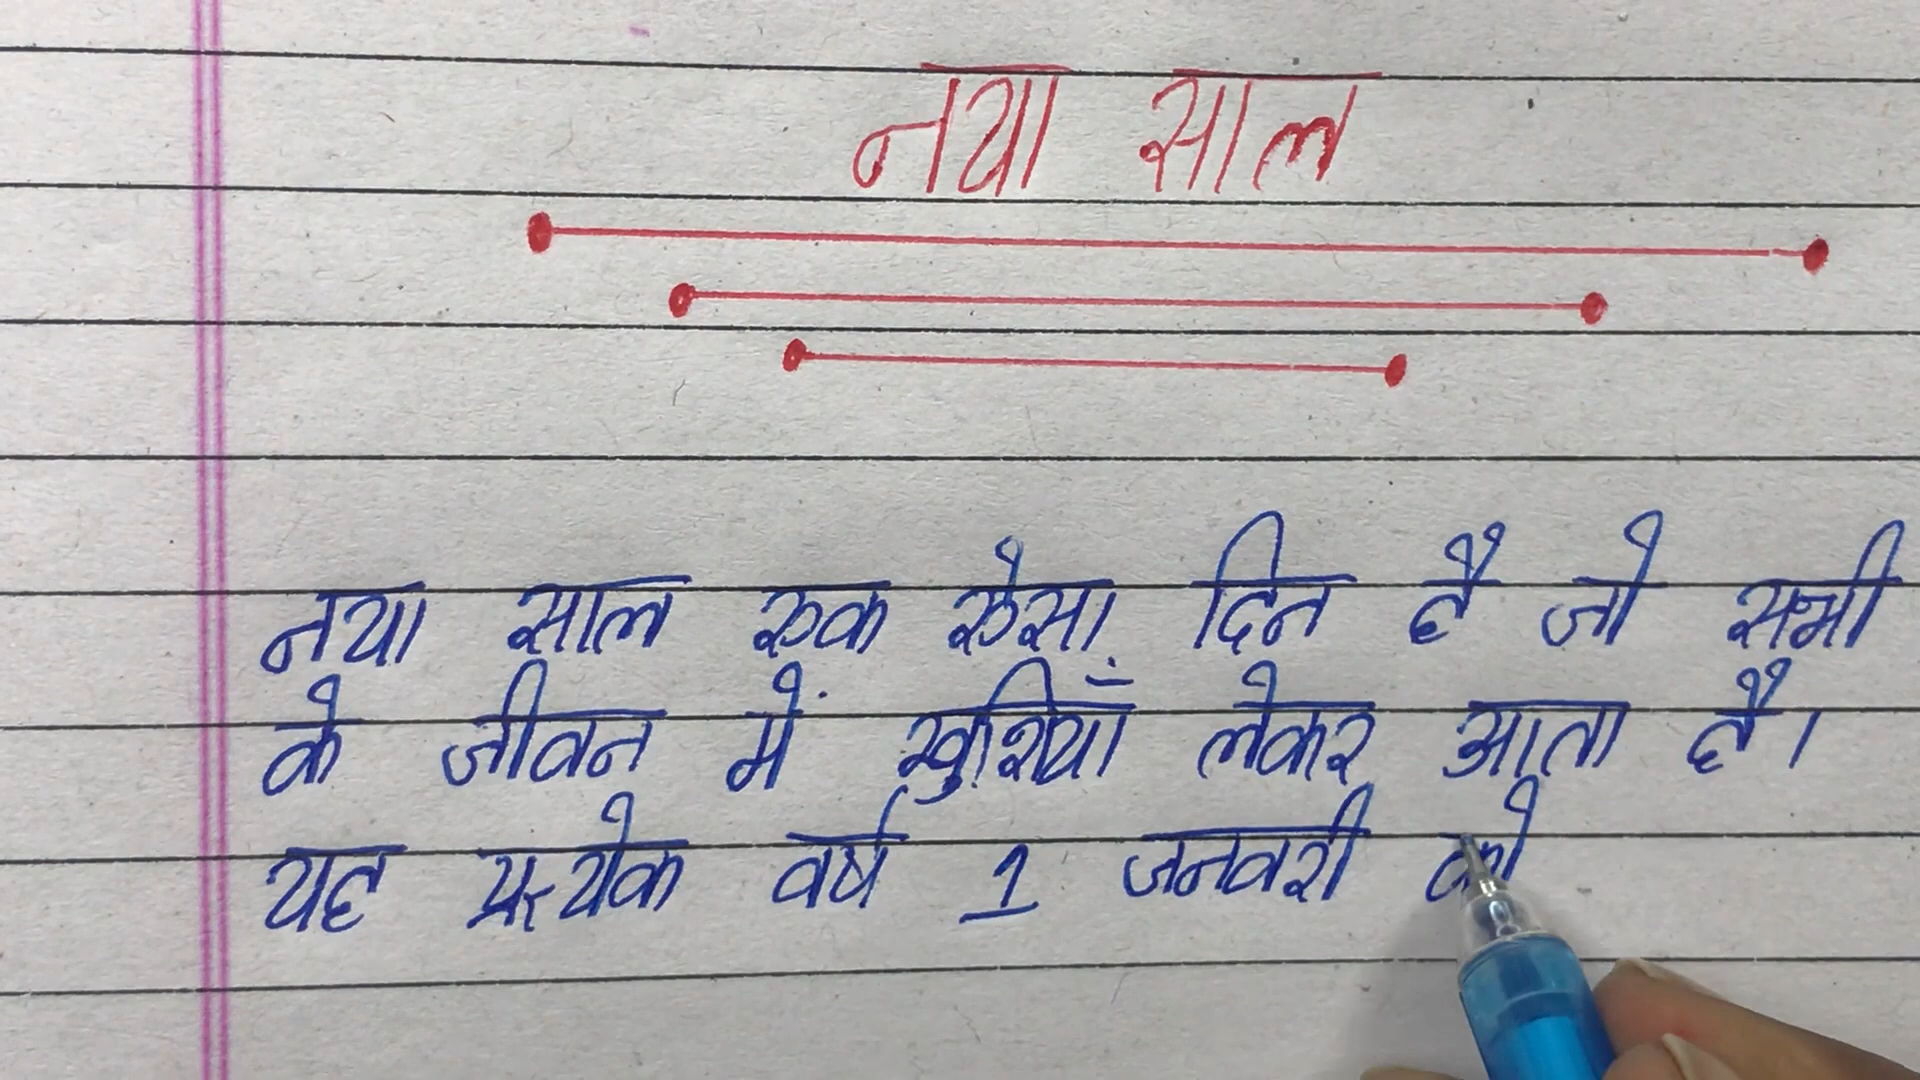 नया साल
नया साल एक ऐसा दिन है जो सभी
के जीवन में खुशियाँ लेकर आता है।
यह प्रत्येक वर्ष 1 जनवरी को